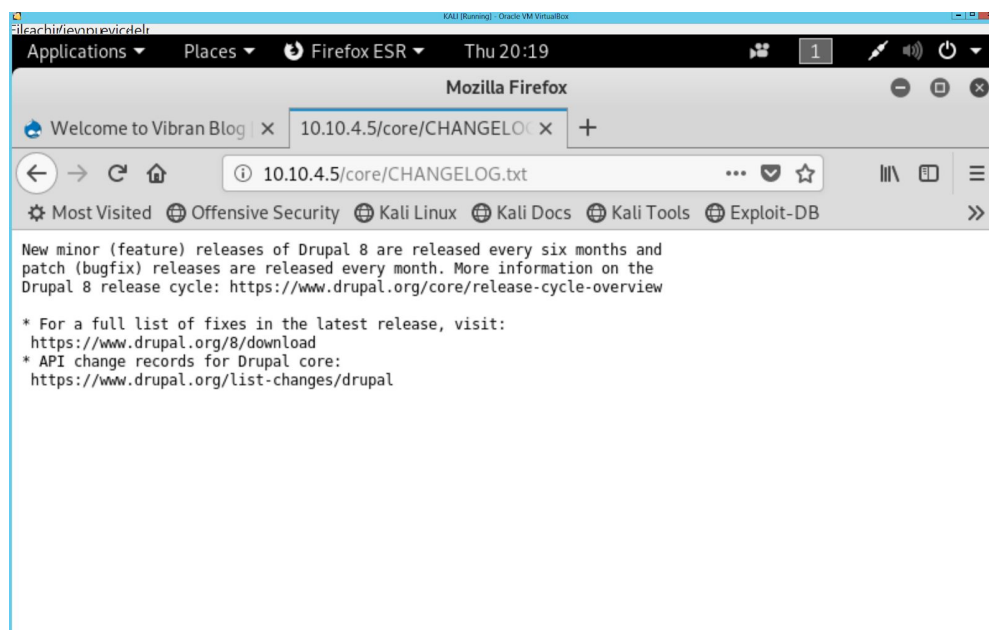 KALI [Running] - Oracle VM VirtualBox
Applications Places Firefox ESR Thu 20:19 1
Mozilla Firefox
Welcome to Vibran Blog | 10.10.4.5/core/CHANGELOG
10.10.4.5/core/CHANGELOG.txt
Most Visited Offensive Security Kali Linux Kali Docs Kali Tools Exploit-DB
New minor (feature) releases of Drupal 8 are released every six months and
patch (bugfix) releases are released every month. More information on the
Drupal 8 release cycle: https://www.drupal.org/core/release-cycle-overview
* For a full list of fixes in the latest release, visit:
https://www.drupal.org/8/download
* API change records for Drupal core:
https://www.drupal.org/list-changes/drupal